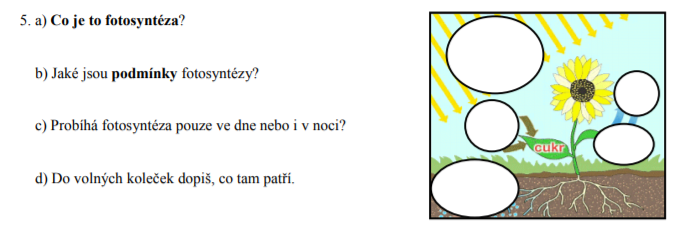 5. a) Co je to fotosyntéza?
b) Jaké jsou podmínky fotosyntézy?
c) Probíhá fotosyntéza pouze ve dne nebo i v noci?
cukr
d) Do volných koleček dopiš, co tam patří.